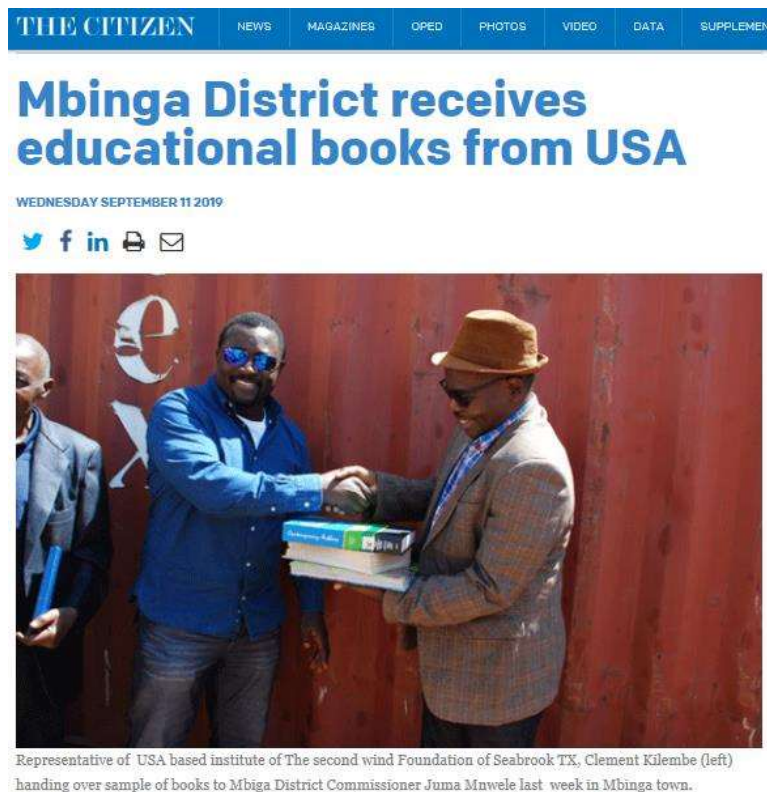 THE CITIZEN NEWS MAGAZINES OPED PHOTOS VIDEO DATA SUPPLEMEN
Mbinga District receives
educational books from USA
WEDNESDAY SEPTEMBER 11 2019
ex
Representative of USA based institute of The second wind Foundation of Seabrook TX, Clement Kilembe (left)
handing over sample of books to Mbiga District Commissioner Juma Mnwele last week in Mbinga town.